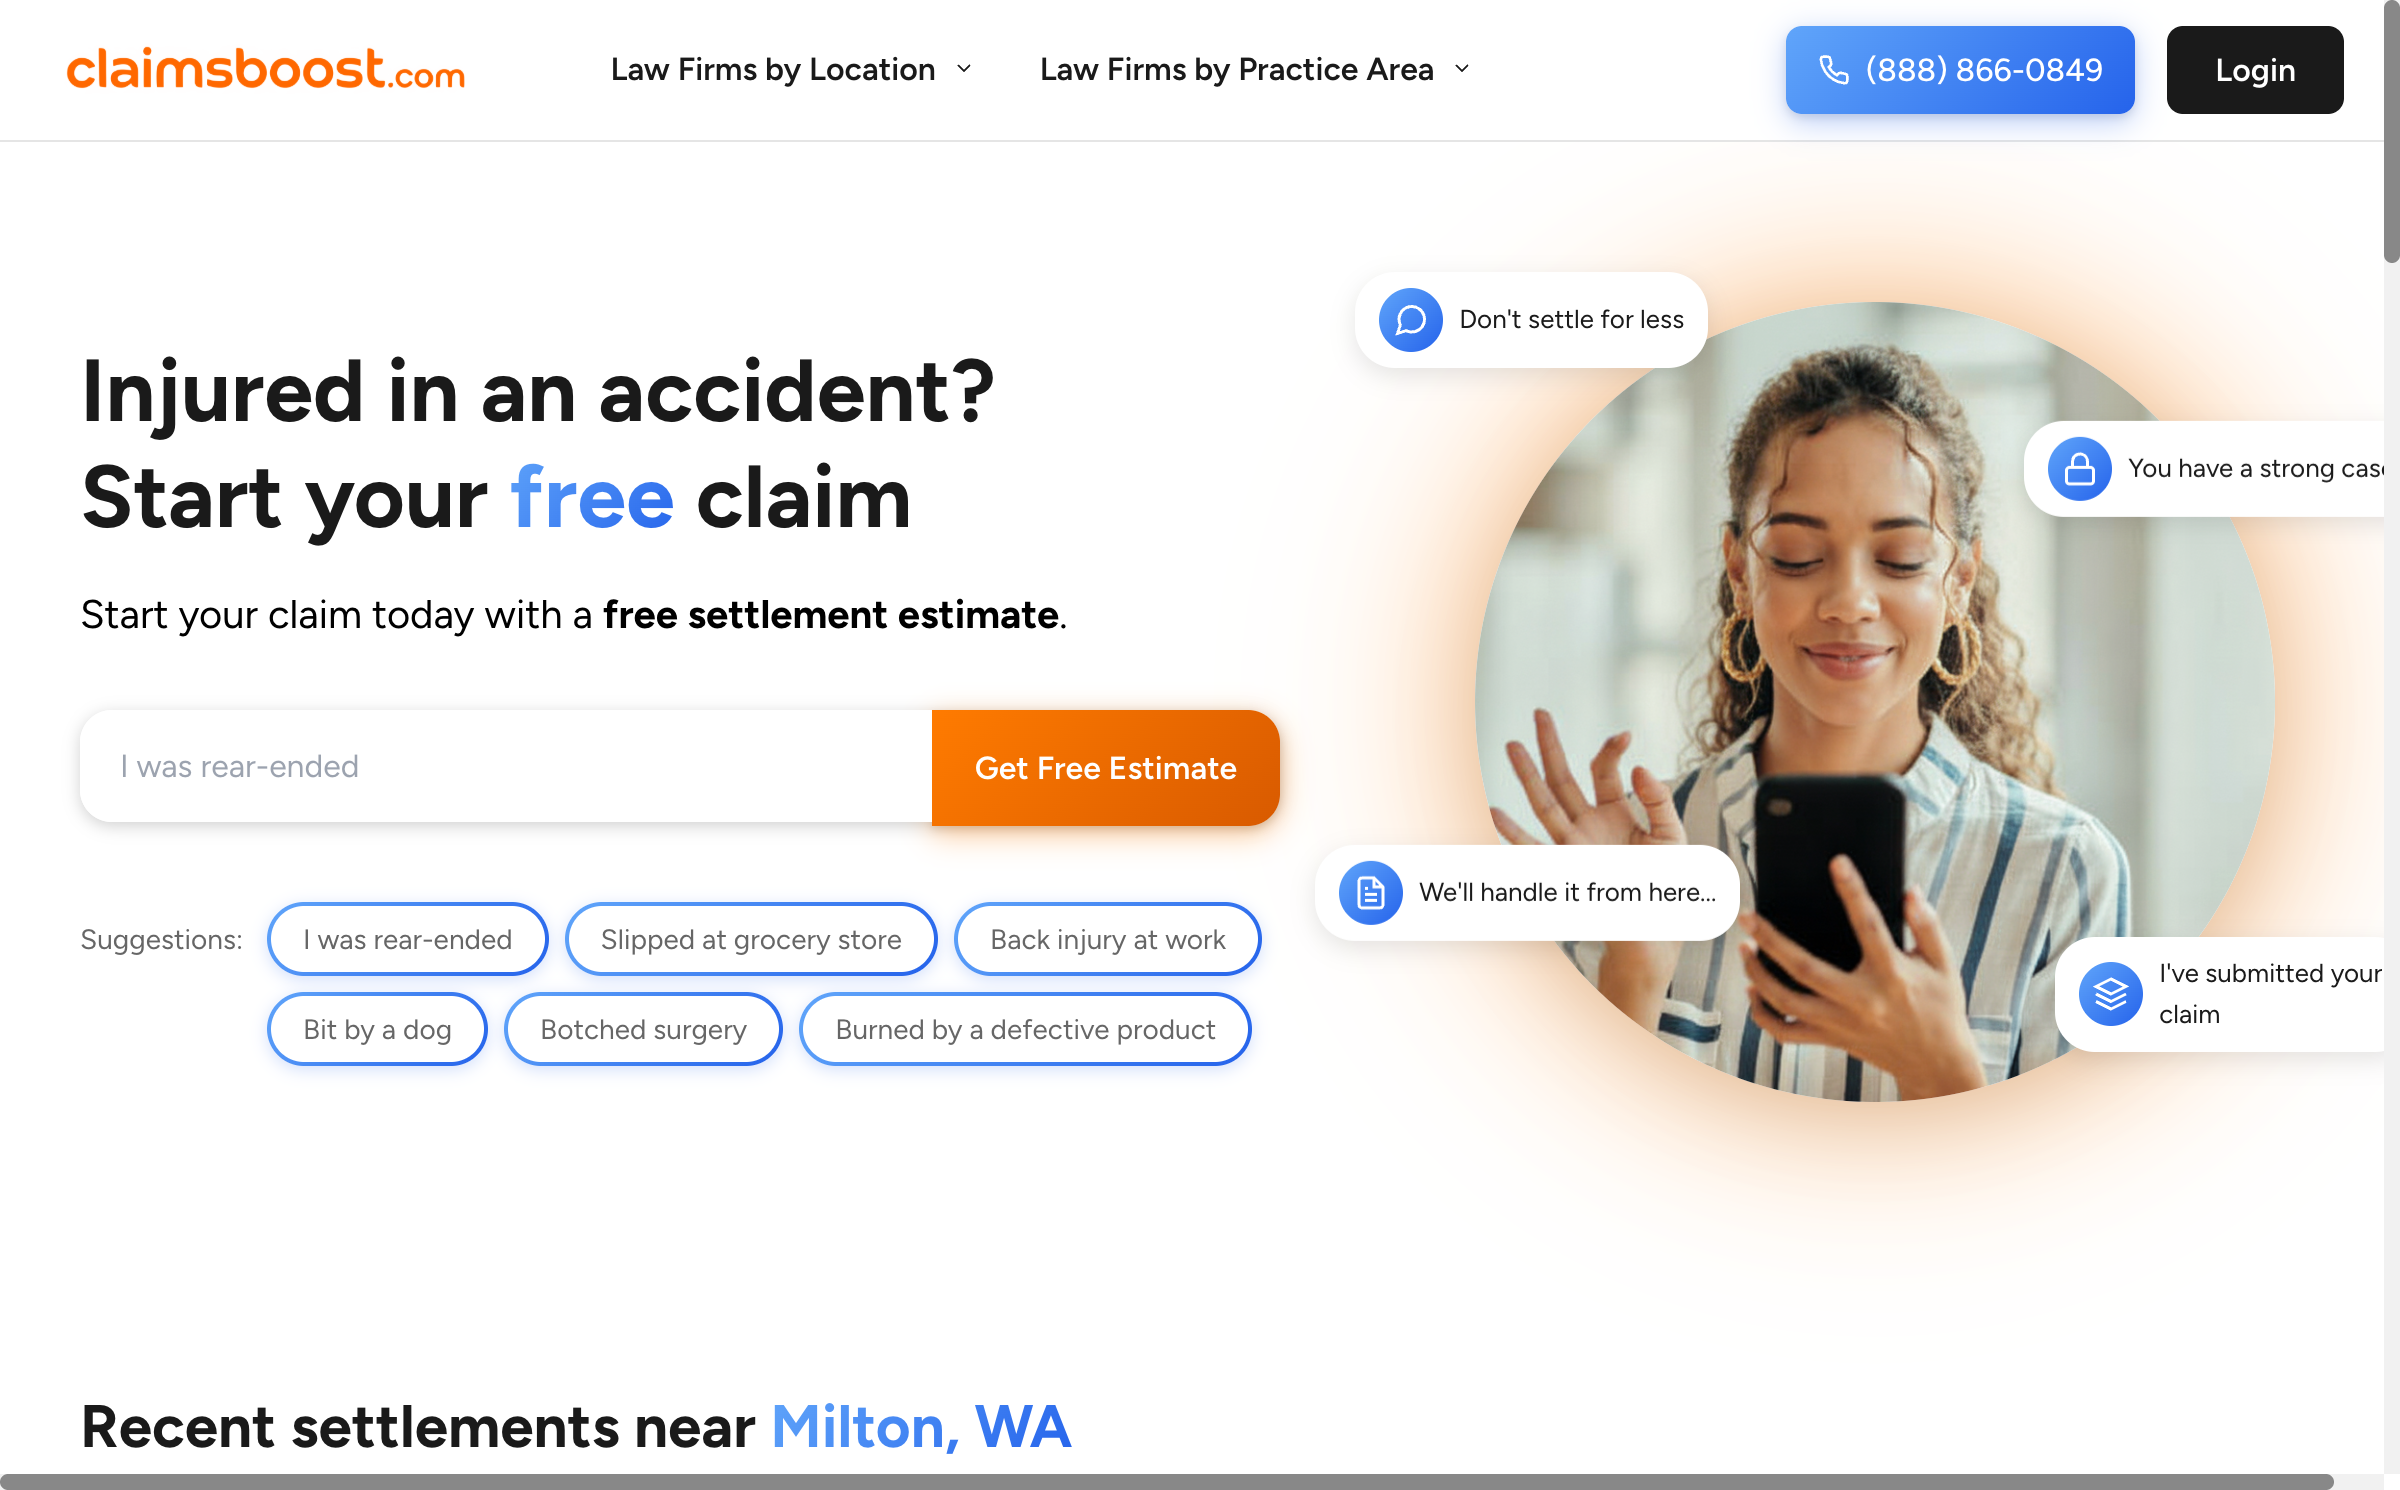 claimsboost.com
Law Firms by Location
Law Firms by Practice Area
(888) 866-0849
Login
Injured in an accident?
Start your free claim
Start your claim today with a free settlement estimate.
I was rear-ended
Get Free Estimate
Suggestions:
I was rear-ended
Slipped at grocery store
Back injury at work
Bit by a dog
Botched surgery
Burned by a defective product
Don't settle for less
You have a strong case
We'll handle it from here...
I've submitted your
claim
Recent settlements near Milton, WA